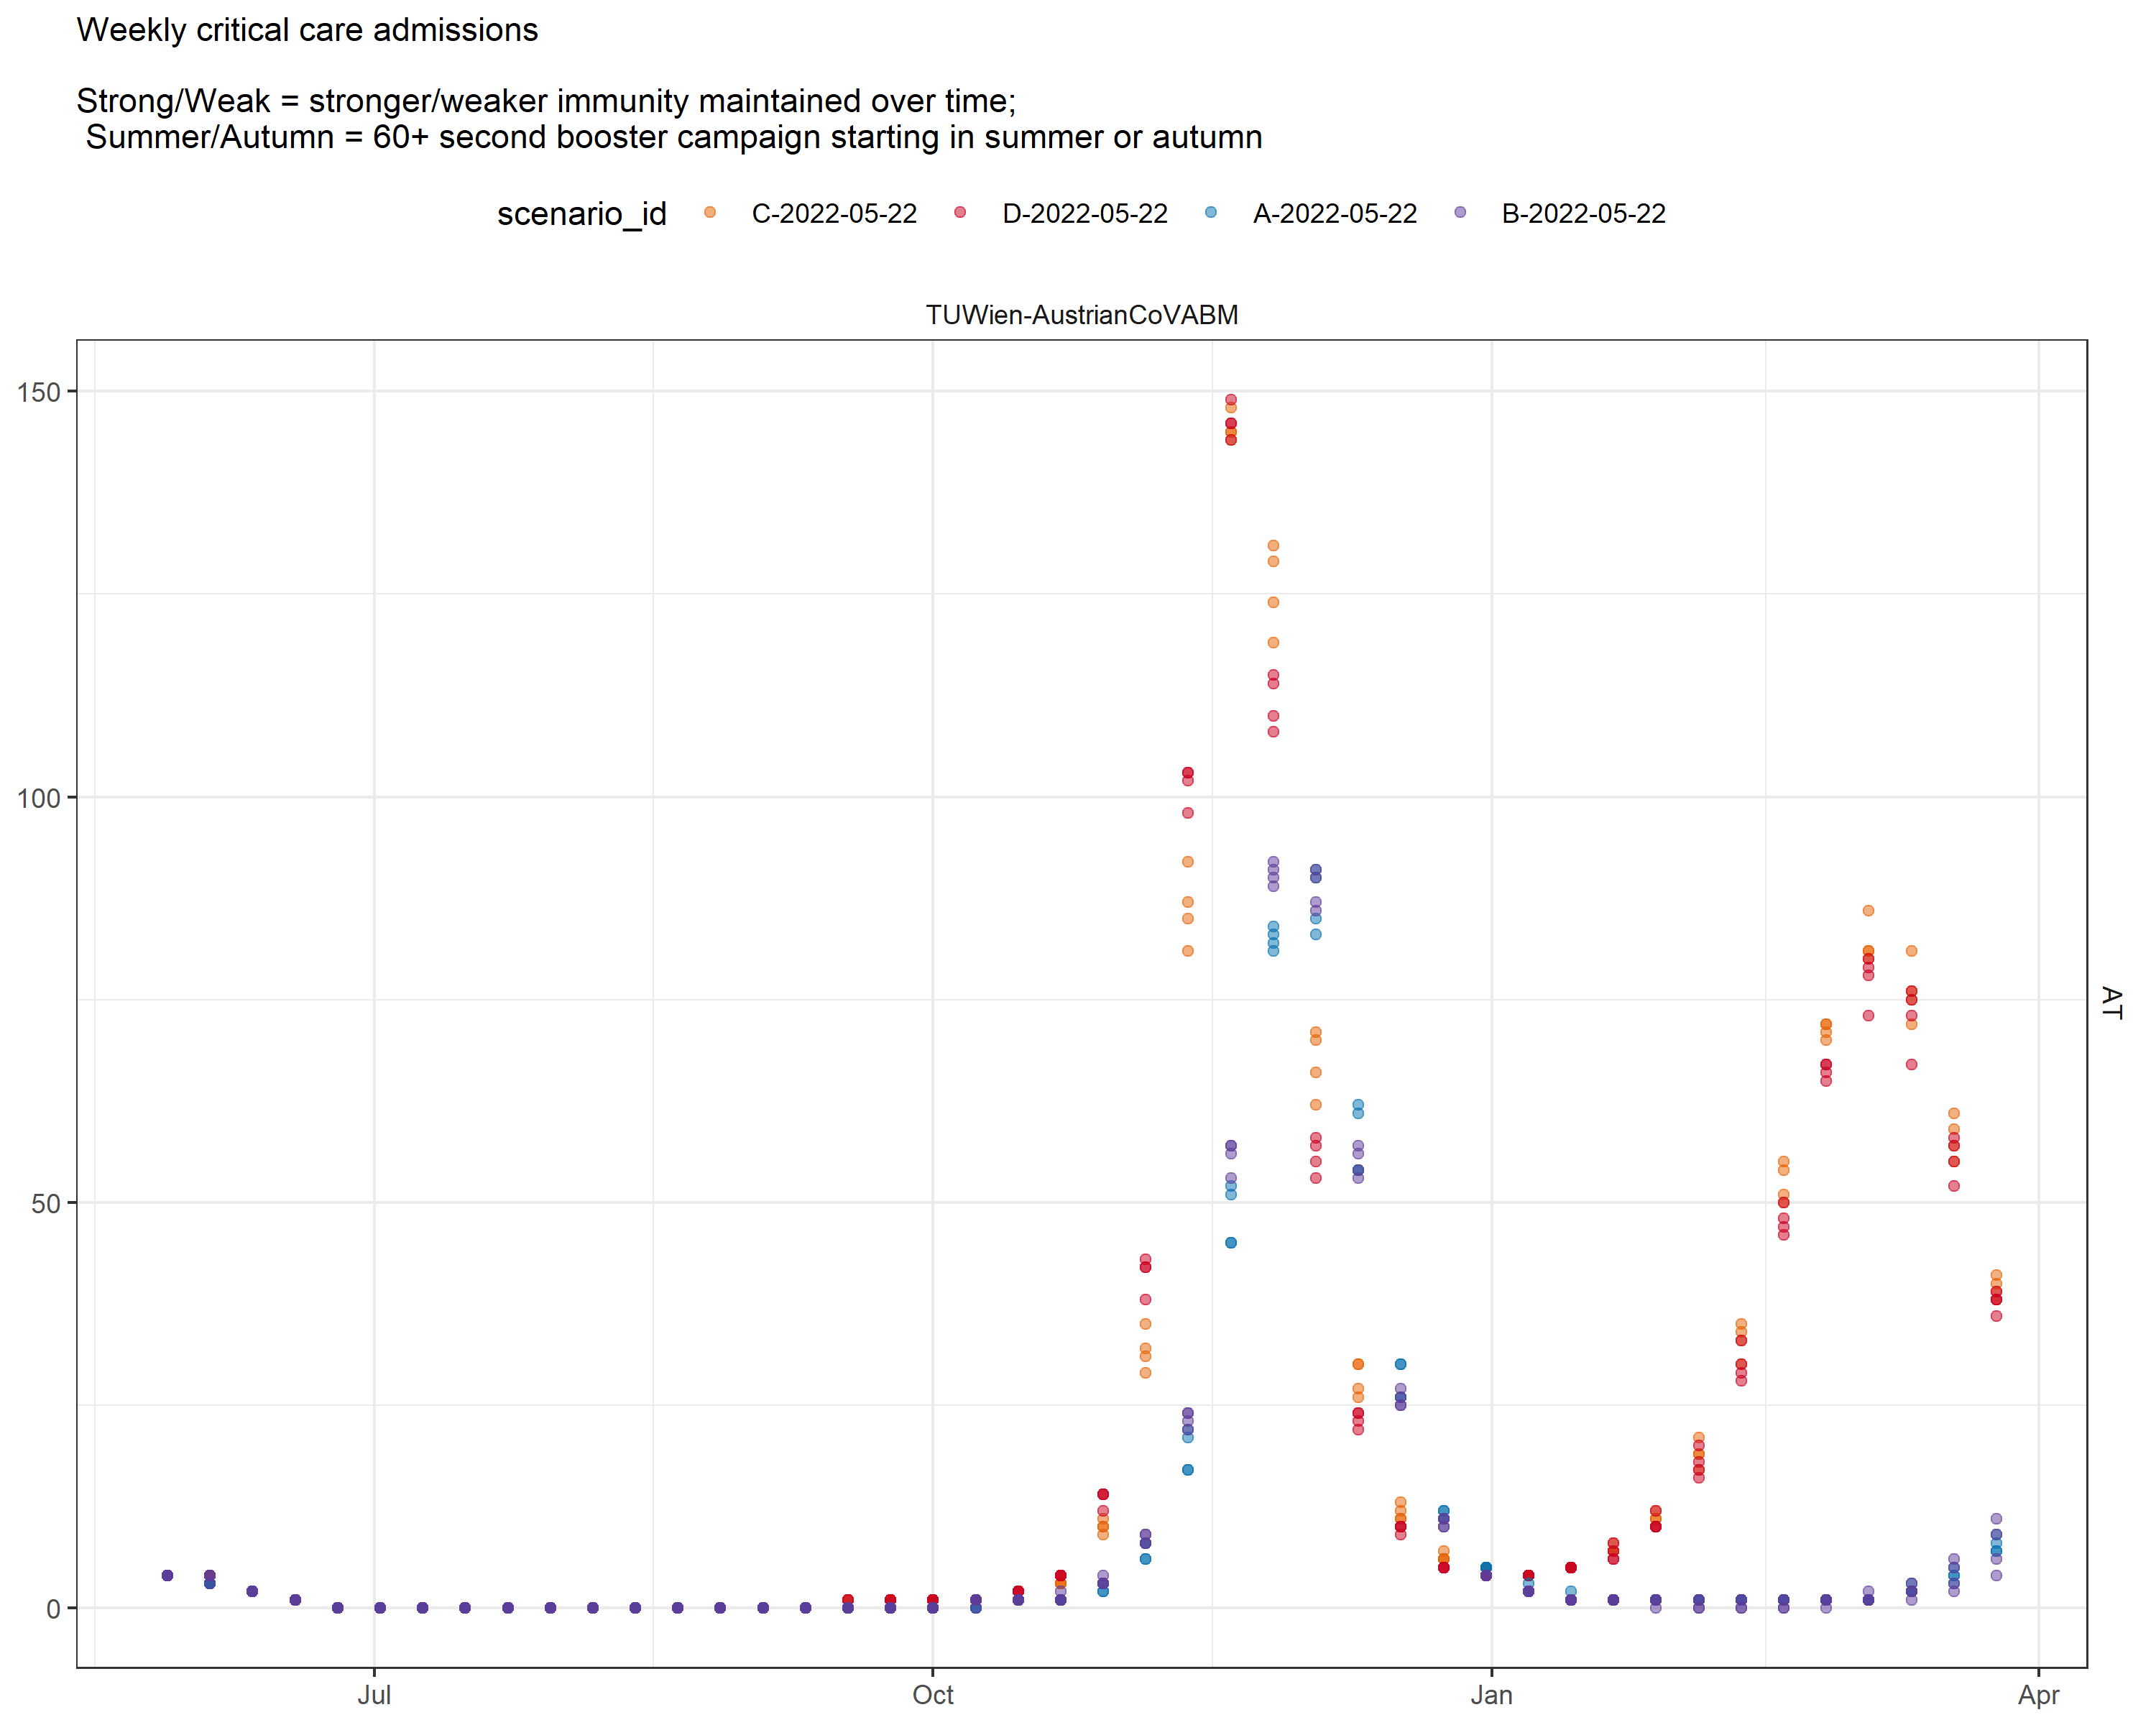 Weekly critical care admissions
Strong/Weak = stronger/weaker immunity maintained over time;
Summer/Autumn = 60+ second booster campaign starting in summer or autumn
scenario_id C-2022-05-22 D-2022-05-22 A-2022-05-22 B-2022-05-22
TUWien-AustrianCoVABM
150
100
50
0
AT
Jul Oct Jan Apr